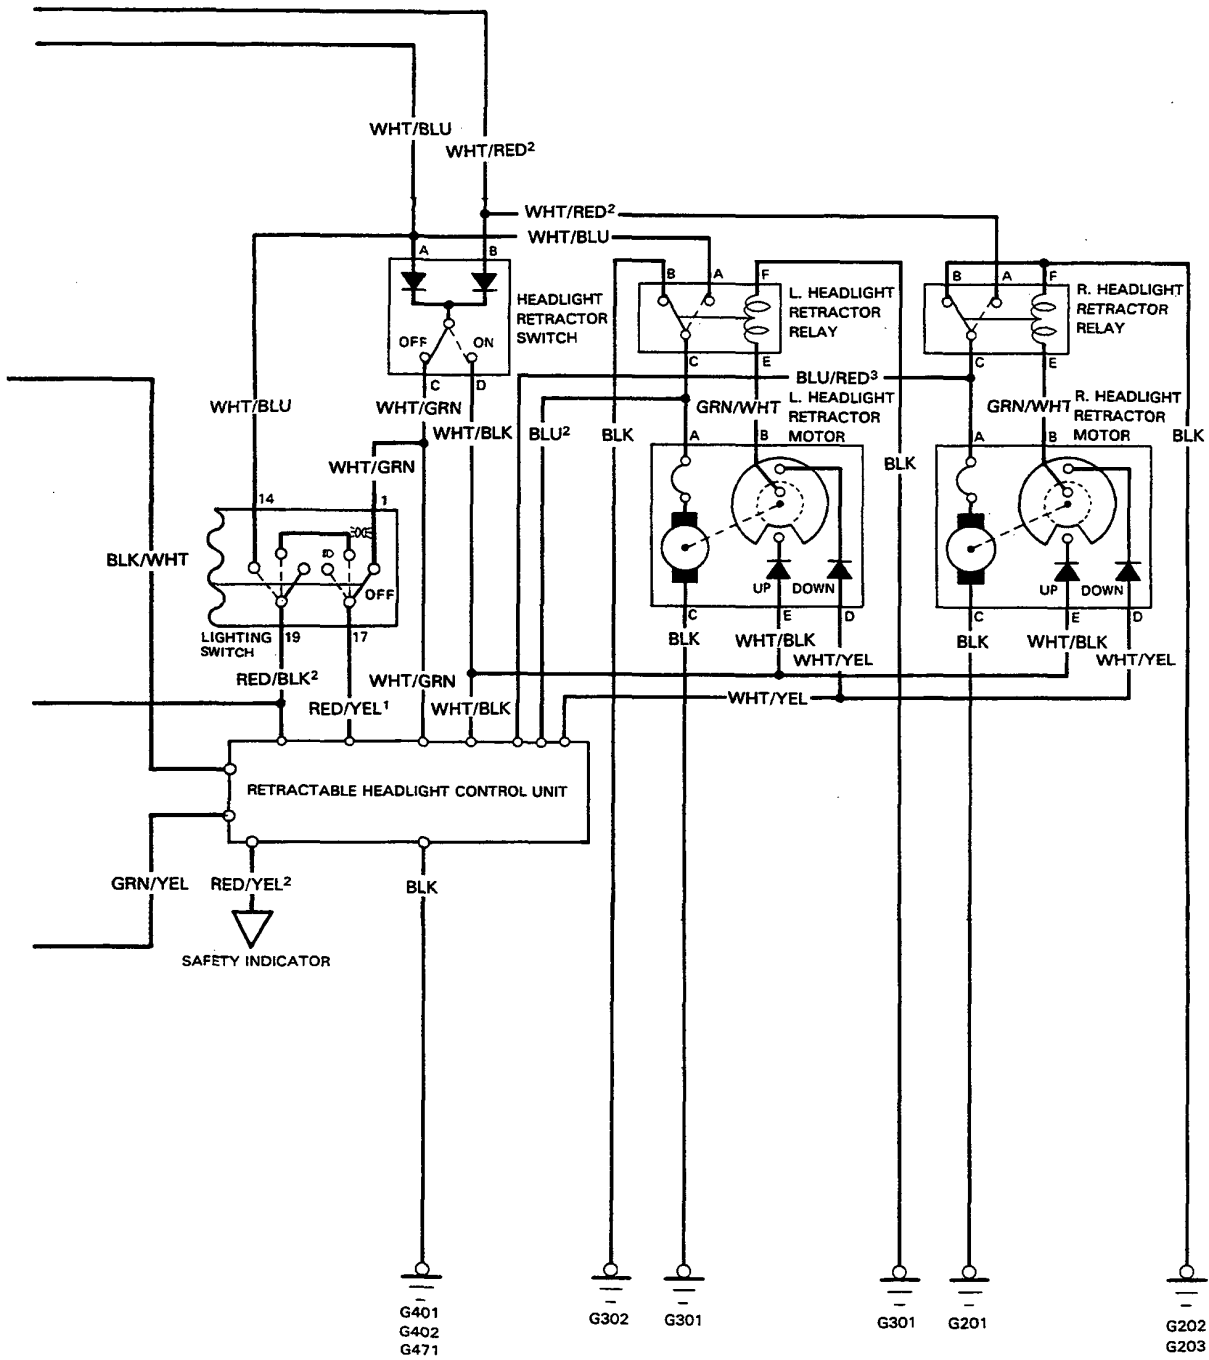 WHT/BLU
WHT/RED²
WHT/RED²
WHT/BLU
A
B
HEADLIGHT
RETRACTOR
SWITCH
OFF
ON
C
D
B
A
F
L. HEADLIGHT
RETRACTOR
RELAY
C
E
B
A
F
R. HEADLIGHT
RETRACTOR
RELAY
C
E
BLU/RED³
WHT/BLU
WHT/GRN
WHT/BLK
BLU²
BLK
GRN/WHT
L. HEADLIGHT
RETRACTOR
MOTOR
BLK
GRN/WHT
R. HEADLIGHT
RETRACTOR
MOTOR
BLK
WHT/GRN
A
B
A
B
14
1
BLK/WHT
OFF
UP
DOWN
UP
DOWN
LIGHTING
SWITCH
19
17
C
E
D
C
E
D
BLK
WHT/BLK
WHT/YEL
BLK
WHT/BLK
WHT/YEL
RED/BLK²
RED/YEL¹
WHT/GRN
WHT/BLK
WHT/YEL
RETRACTABLE HEADLIGHT CONTROL UNIT
GRN/YEL
RED/YEL²
BLK
SAFETY INDICATOR
G401
G402
G471
G302
G301
G301
G201
G202
G203